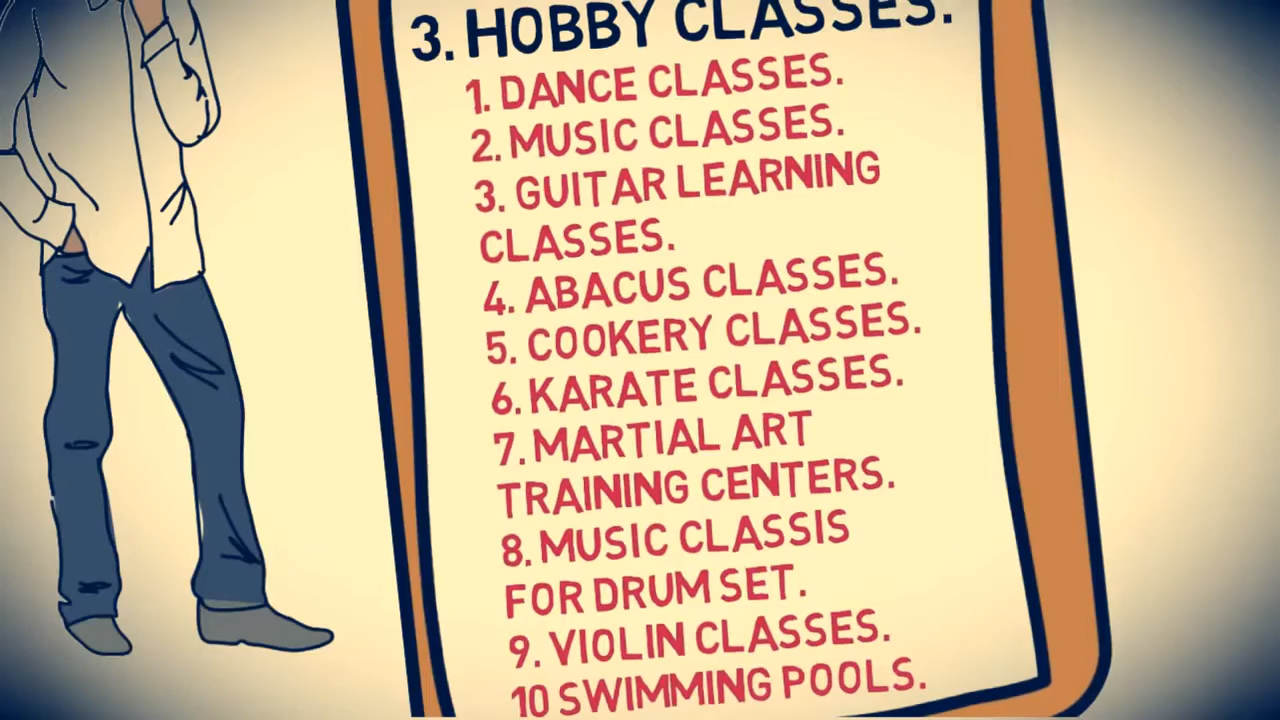 3. HOBBY CLASSES.
1. DANCE CLASSES.
2. MUSIC CLASSES.
3. GUITAR LEARNING
CLASSES.
4. ABACUS CLASSES.
5. COOKERY CLASSES.
6. KARATE CLASSES.
7. MARTIAL ART
TRAINING CENTERS.
8. MUSIC CLASSIS
FOR DRUM SET.
9. VIOLIN CLASSES.
10 SWIMMING POOLS.